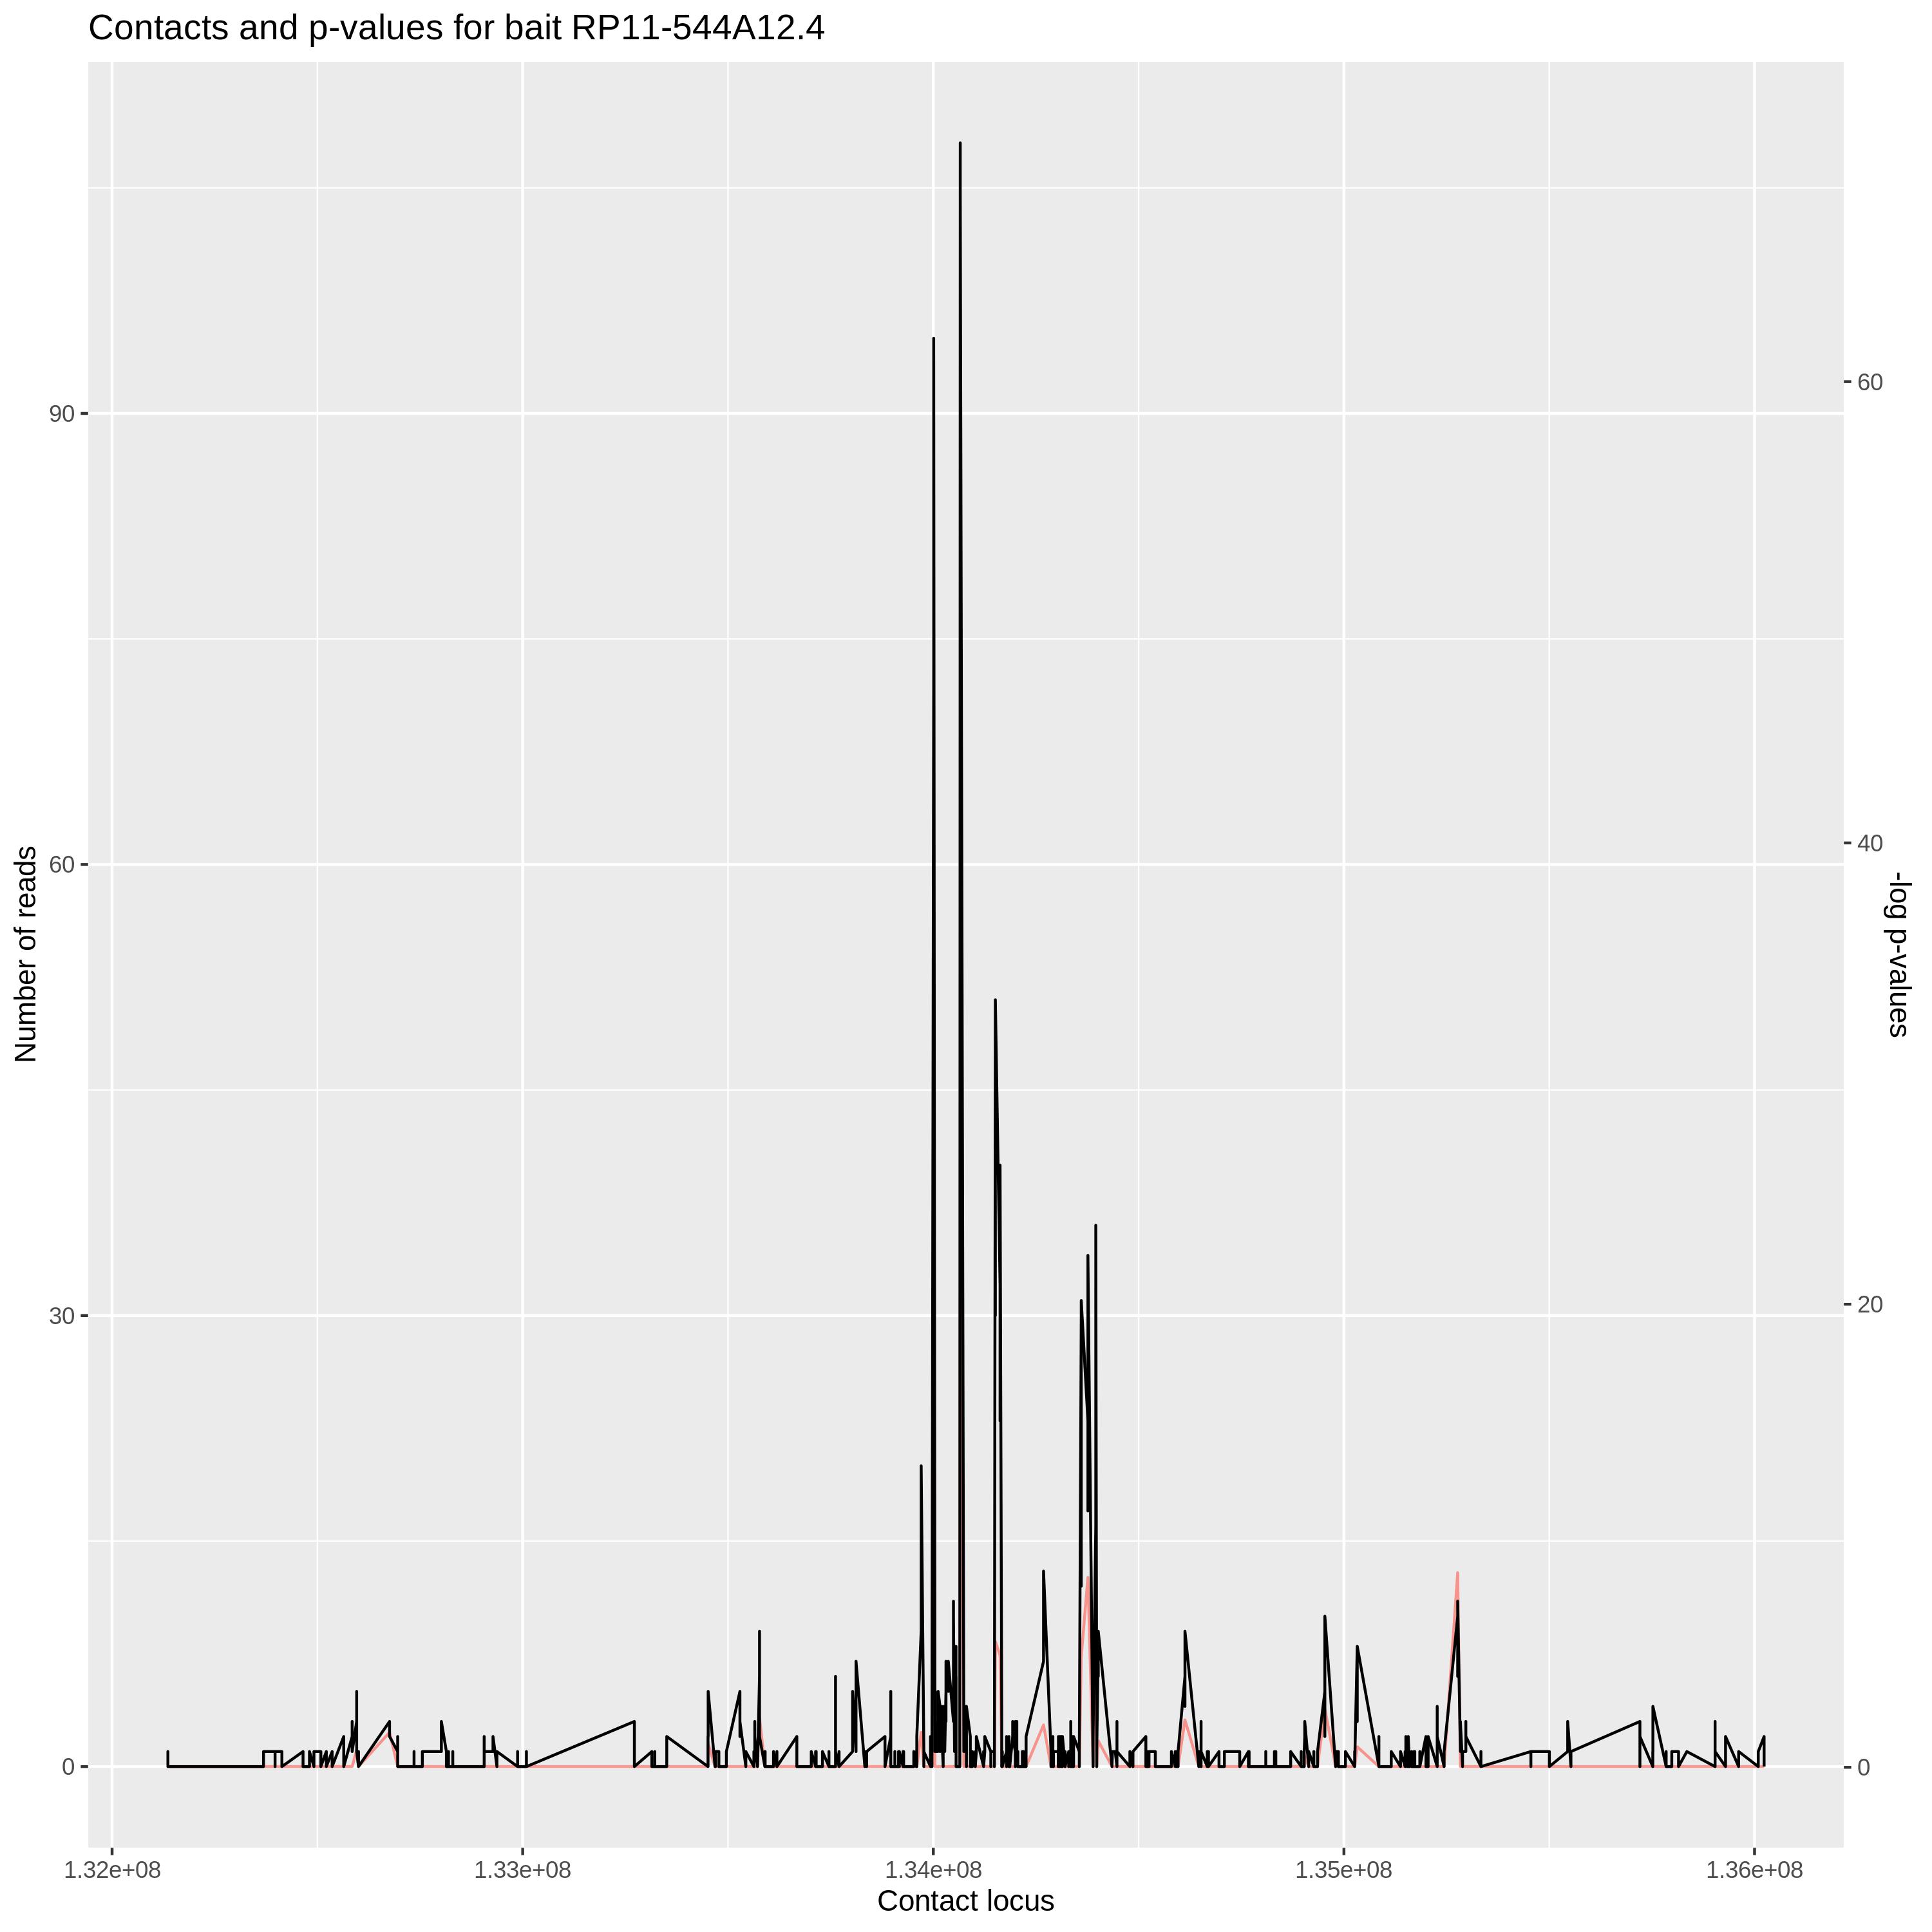 Contacts and p-values for bait RP11-544A12.4
90
60
30
0
Number of reads
60
40
20
0
-log p-values
1.32e+08
1.33e+08
1.34e+08
1.35e+08
1.36e+08
Contact locus